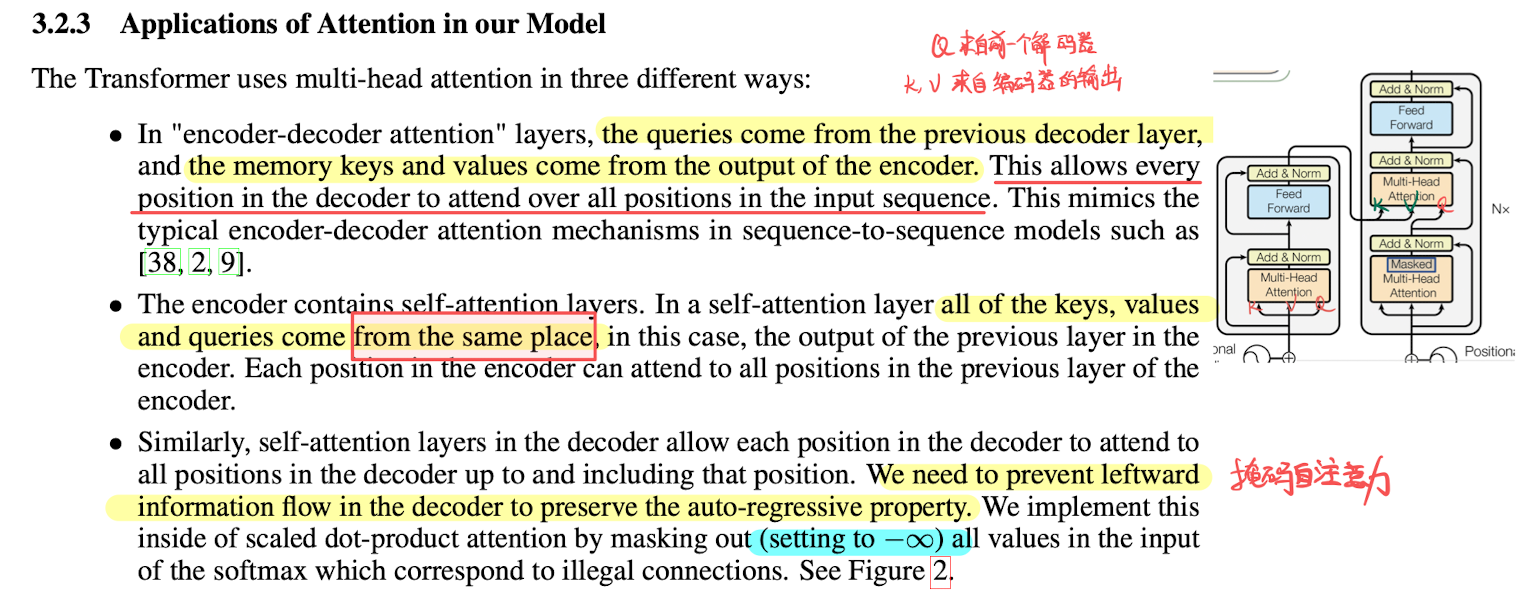 3.2.3 Applications of Attention in our Model
Q 来自前一个解码器
K, V 来自编码器的输出
The Transformer uses multi-head attention in three different ways:
• In "encoder-decoder attention" layers, the queries come from the previous decoder layer,
and the memory keys and values come from the output of the encoder. This allows every
position in the decoder to attend over all positions in the input sequence. This mimics the
typical encoder-decoder attention mechanisms in sequence-to-sequence models such as
[38, 2, 9].
• The encoder contains self-attention layers. In a self-attention layer all of the keys, values
and queries come from the same place, in this case, the output of the previous layer in the
encoder. Each position in the encoder can attend to all positions in the previous layer of the
encoder.
• Similarly, self-attention layers in the decoder allow each position in the decoder to attend to
all positions in the decoder up to and including that position. We need to prevent leftward
information flow in the decoder to preserve the auto-regressive property. We implement this
inside of scaled dot-product attention by masking out (setting to −∞) all values in the input
of the softmax which correspond to illegal connections. See Figure 2.
掩码自注意力
Add & Norm
Feed
Forward
Add & Norm
Multi-Head
Attention
K V Q
Add & Norm
Masked
Multi-Head
Attention
N×
Add & Norm
Feed
Forward
Add & Norm
Multi-Head
Attention
K V Q
onal
Positiona